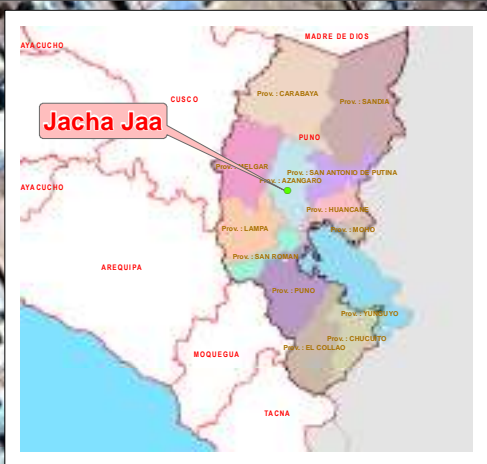 MADRE DE DIOS
AYACUCHO
Prov. : CARABAYA
CUSCO
Prov. : SANDIA
Jacha Jaa
PUNO
Prov. : MELGAR
Prov. : SAN ANTONIO DE PUTINA
Prov. : AZANGARO
AYACUCHO
Prov. : HUANCANE
Prov. : LAMPA
Prov. : MOHO
Prov. : SAN ROMAN
AREQUIPA
Prov. : PUNO
Prov. : YUNGUYO
Prov. : CHUCUITO
Prov. : EL COLLAO
MOQUEGUA
TACNA